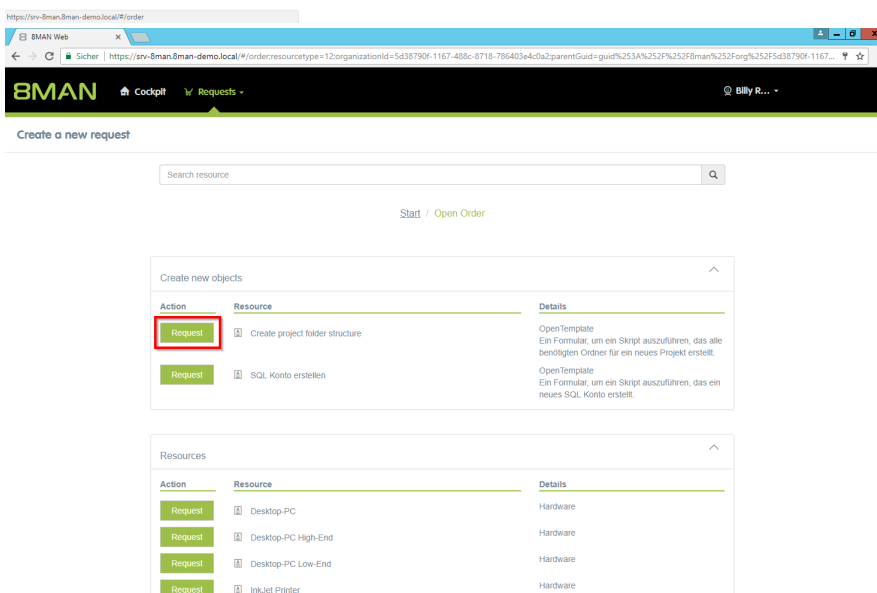 https://srv-8man.8man-demo.local/#/order
8MAN Web
Sicher | https://srv-8man.8man-demo.local/#/order;resourcetype=12;organizationId=5d38790f-1167-488c-8718-786403e4c0a2;parentGuid=guid%253A%252F%252F8man%252Forg%252F5d38790f-1167...
8MAN Cockpit Requests Billy R...
Create a new request
Search resource
Start / Open Order
Create new objects
Action Resource Details
Request Create project folder structure OpenTemplate
Ein Formular, um ein Skript auszuführen, das alle
benötigten Ordner für ein neues Projekt erstellt.
Request SQL Konto erstellen OpenTemplate
Ein Formular, um ein Skript auszuführen, das ein
neues SQL Konto erstellt.
Resources
Action Resource Details
Request Desktop-PC Hardware
Request Desktop-PC High-End Hardware
Request Desktop-PC Low-End Hardware
Request InkJet Printer Hardware